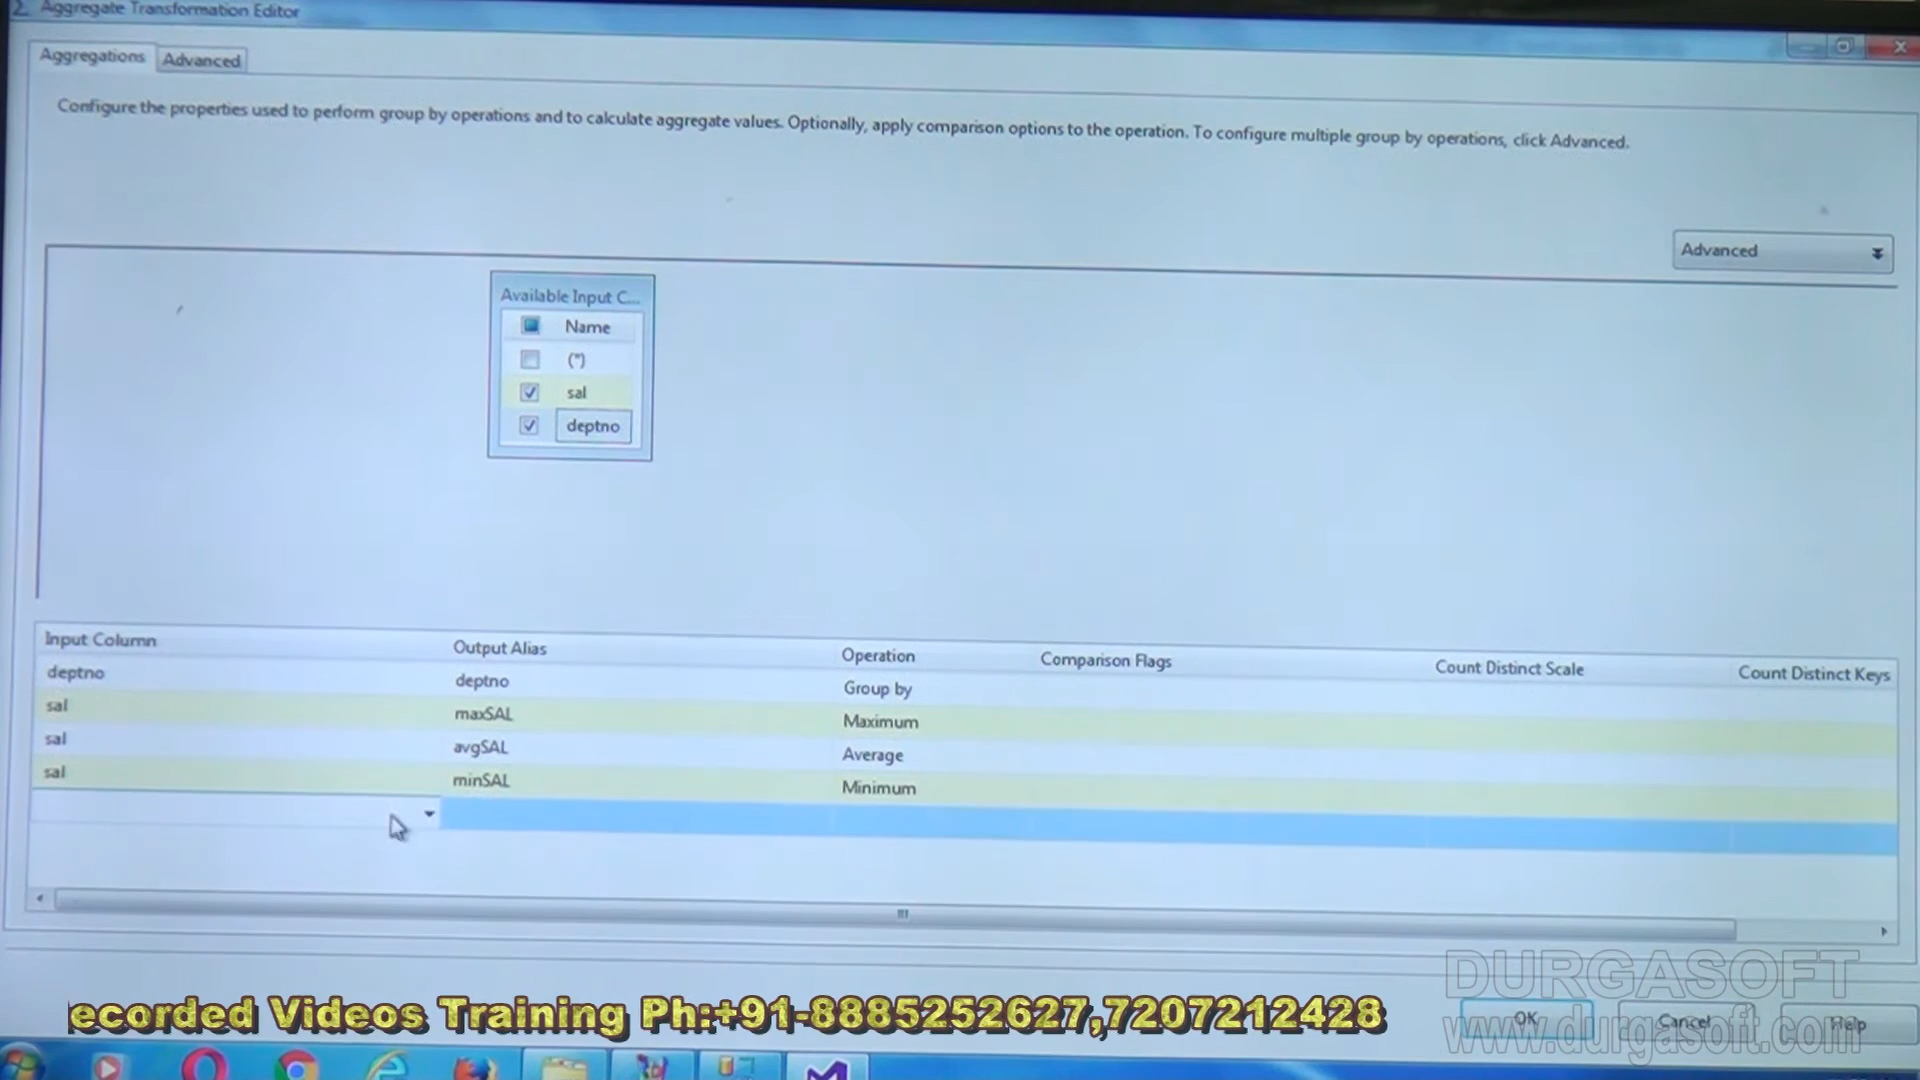 Aggregate Transformation Editor
Aggregations Advanced
Configure the properties used to perform group by operations and to calculate aggregate values. Optionally, apply comparison options to the operation. To configure multiple group by operations, click Advanced.
Advanced
Available Input C...
Name
(*)
sal
deptno
Input Column Output Alias Operation Comparison Flags Count Distinct Scale Count Distinct Keys
deptno deptno Group by
sal maxSAL Maximum
sal avgSAL Average
sal minSAL Minimum
OK Cancel Help
DURGASOFT
www.durgasoft.com
ecorded Videos Training Ph:+91-8885252627,7207212428